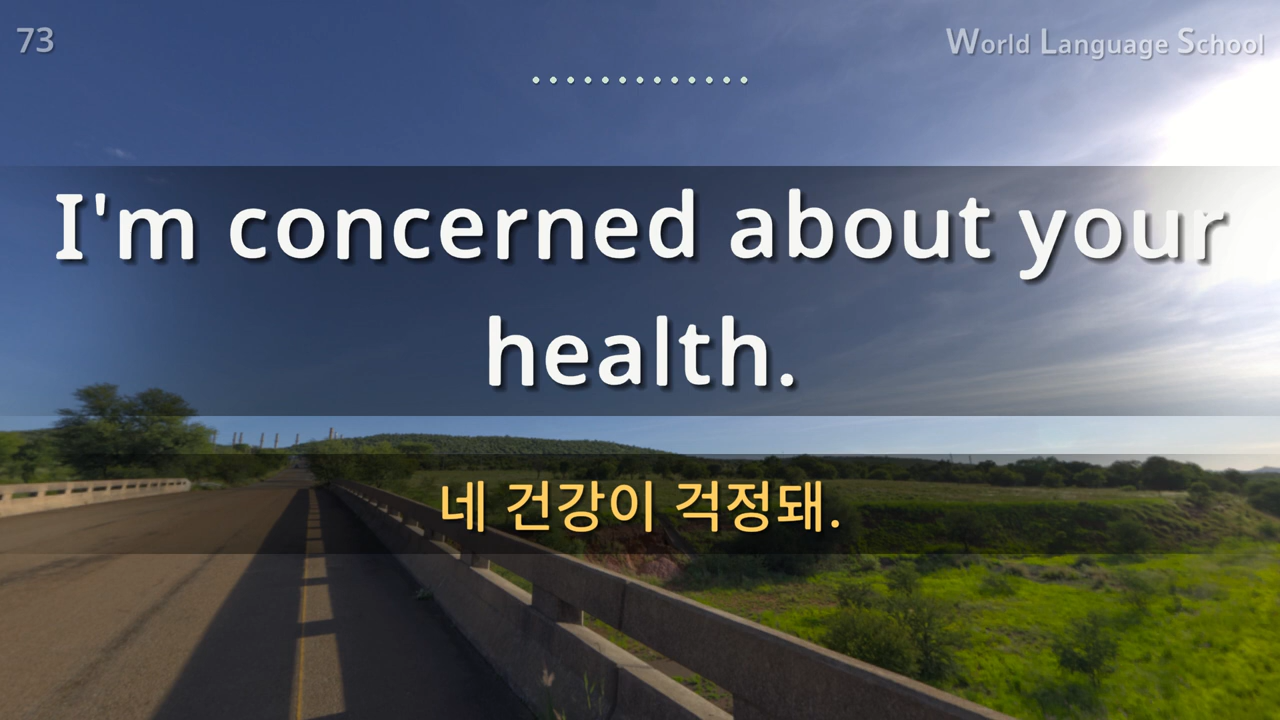 73
World Language School
I'm concerned about your
health.
네 건강이 걱정돼.